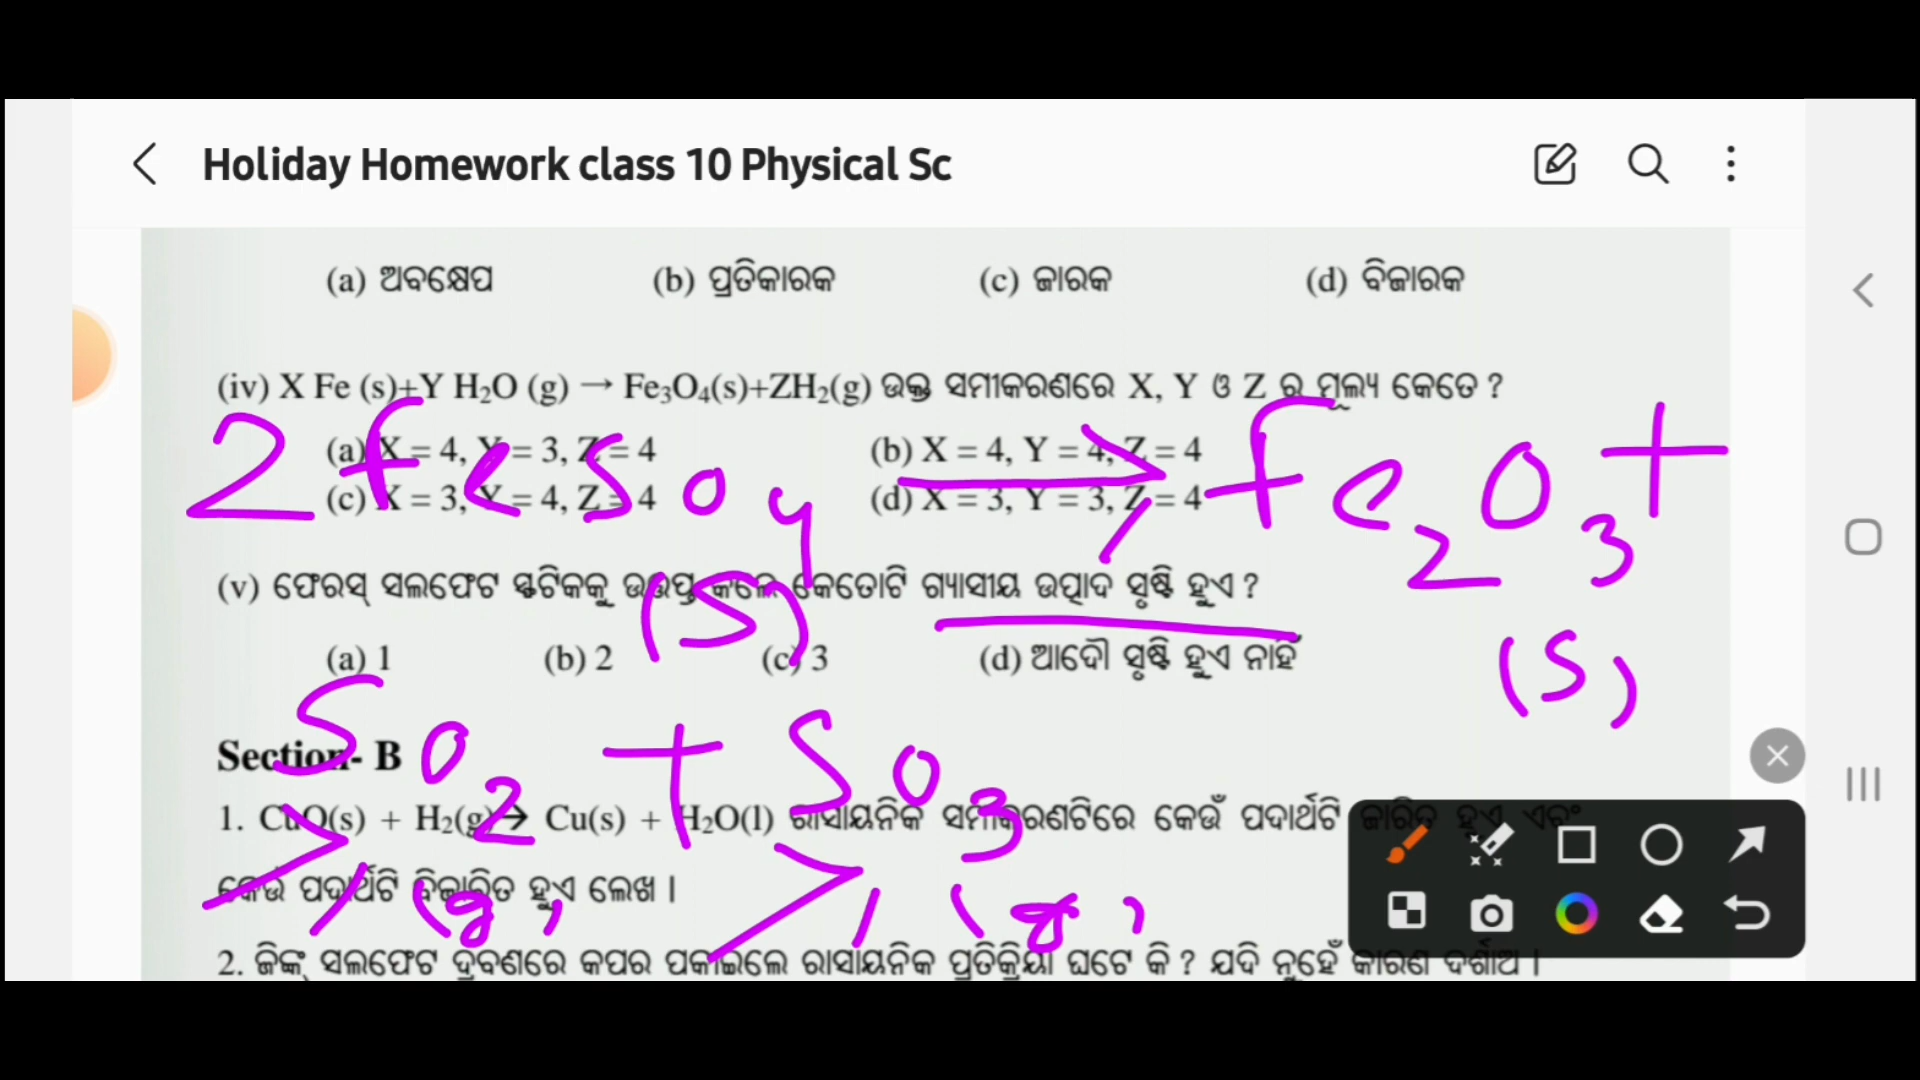 Holiday Homework class 10 Physical Sc
(a) ଅବକ୍ଷେପ (b) ପ୍ରତିକାରକ (c) ଜାରକ (d) ବିଜାରକ
(iv) X Fe (s)+Y H₂O (g) → Fe₃O₄(s)+ZH₂(g) ଉକ୍ତ ସମୀକରଣରେ X, Y ଓ Z ର ମୂଲ୍ୟ କେତେ ?
(a) X = 4, Y = 3, Z = 4 (b) X = 4, Y = 4, Z = 4
(c) X = 3, Y = 4, Z = 4 (d) X = 3, Y = 3, Z = 4
2 FeSO₄ (s) → Fe₂O₃ (s) +
(v) ଫେରସ୍ ସଲଫେଟ ସ୍ଫଟିକକୁ ଉତ୍ତପ୍ତ କଲେ କେତୋଟି ଗ୍ୟାସୀୟ ଉତ୍ପାଦ ସୃଷ୍ଟି ହୁଏ ?
(a) 1 (b) 2 (c) 3 (d) ଆଦୌ ସୃଷ୍ଟି ହୁଏ ନାହିଁ
SO₂ (g) + SO₃ (g)
Section- B
1. CuO(s) + H₂(g)→ Cu(s) + H₂O(l) ରାସାୟନିକ ସମୀକରଣଟିରେ କେଉଁ ପଦାର୍ଥଟି ଜାରିତ ହୁଏ ଏବଂ
କେଉଁ ପଦାର୍ଥଟି ବିଜାରିତ ହୁଏ ଲେଖ ।
2. ଜିଙ୍କ୍ ସଲଫେଟ ଦ୍ରବଣରେ କପର ପକାଇଲେ ରାସାୟନିକ ପ୍ରତିକ୍ରିୟା ଘଟେ କି ? ଯଦି ନୁହେଁ କାରଣ ଦର୍ଶାଅ ।